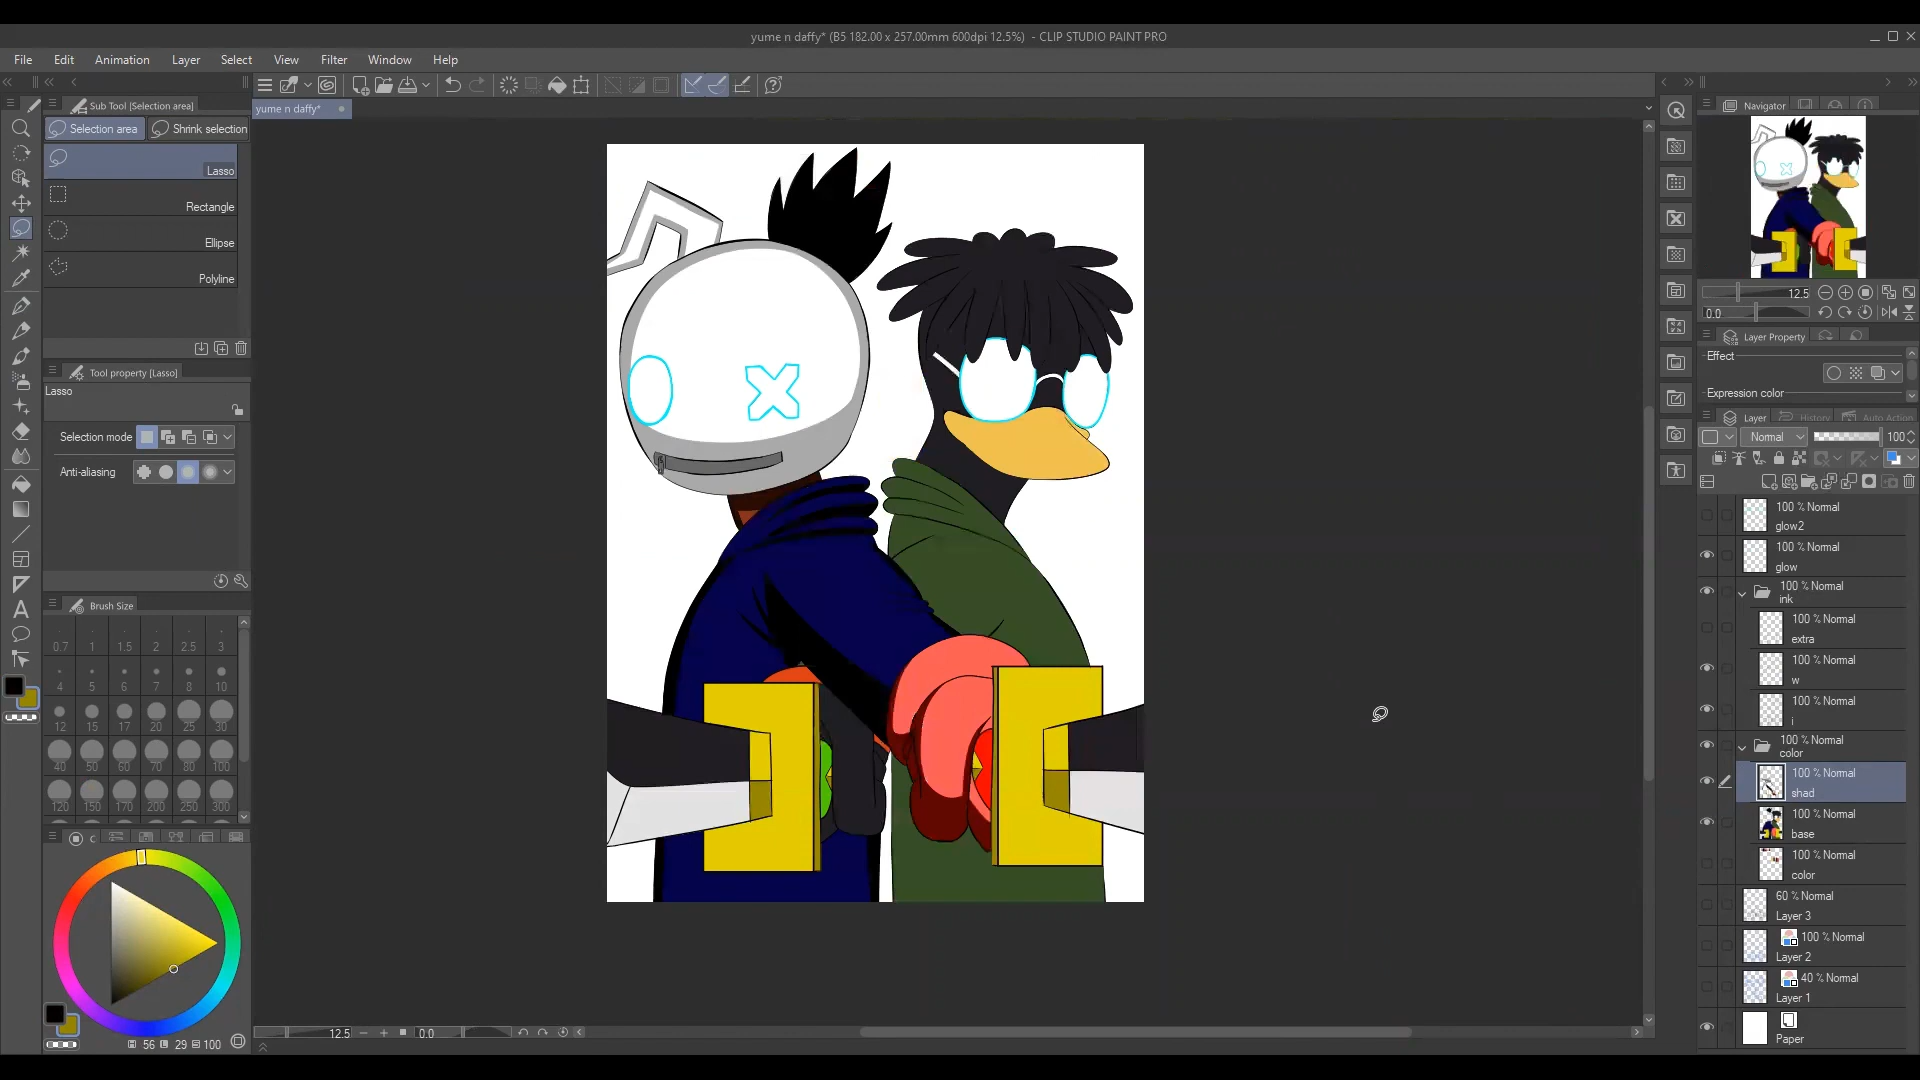 yume n daffy* (B5 182.00 x 257.00mm 600dpi 12.5%) - CLIP STUDIO PAINT PRO
File Edit Animation Layer Select View Filter Window Help
Sub Tool [Selection area]
yume n daffy*
Navigator
Selection area
Shrink selection
Lasso
Rectangle
Ellipse
Polyline
12.5
0.0
Layer Property
Effect
Tool property [Lasso]
Lasso
Expression color
Layer
History
Auto Action
Selection mode
Normal
100
Anti-aliasing
100 % Normal
glow2
100 % Normal
glow
100 % Normal
ink
Brush Size
100 % Normal
extra
0.7 1 1.5 2 2.5 3
100 % Normal
w
4 5 6 7 8 10
100 % Normal
i
12 15 17 20 25 30
100 % Normal
color
40 50 60 70 80 100
100 % Normal
shad
120 150 170 200 250 300
100 % Normal
base
100 % Normal
color
60 % Normal
Layer 3
100 % Normal
Layer 2
40 % Normal
Layer 1
Paper
12.5
0.0
H 56 L 29 S 100